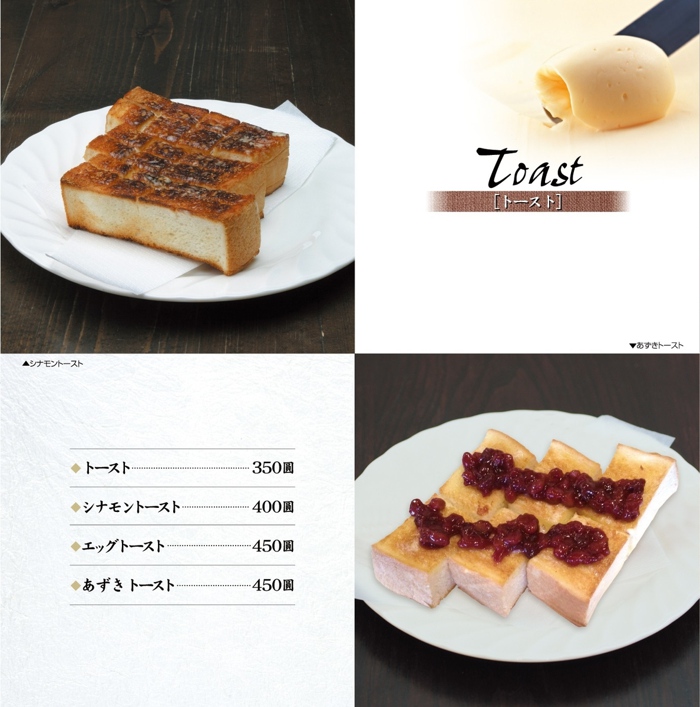 Toast
［トースト］
▼あずきトースト
▲シナモントースト
◆トースト 350圓
◆シナモントースト 400圓
◆エッグトースト 450圓
◆あずきトースト 450圓